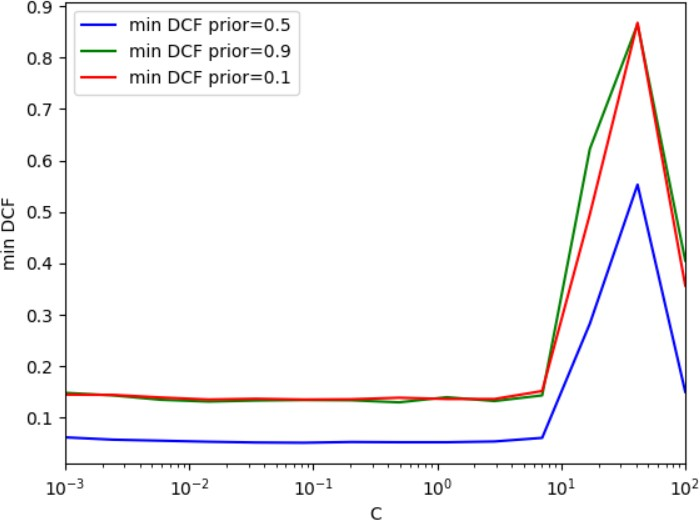 min DCF prior=0.5
min DCF prior=0.9
min DCF prior=0.1
0.9
0.8
0.7
0.6
0.5
0.4
0.3
0.2
0.1
min DCF
10⁻³ 10⁻² 10⁻¹ 10⁰ 10¹ 10²
C